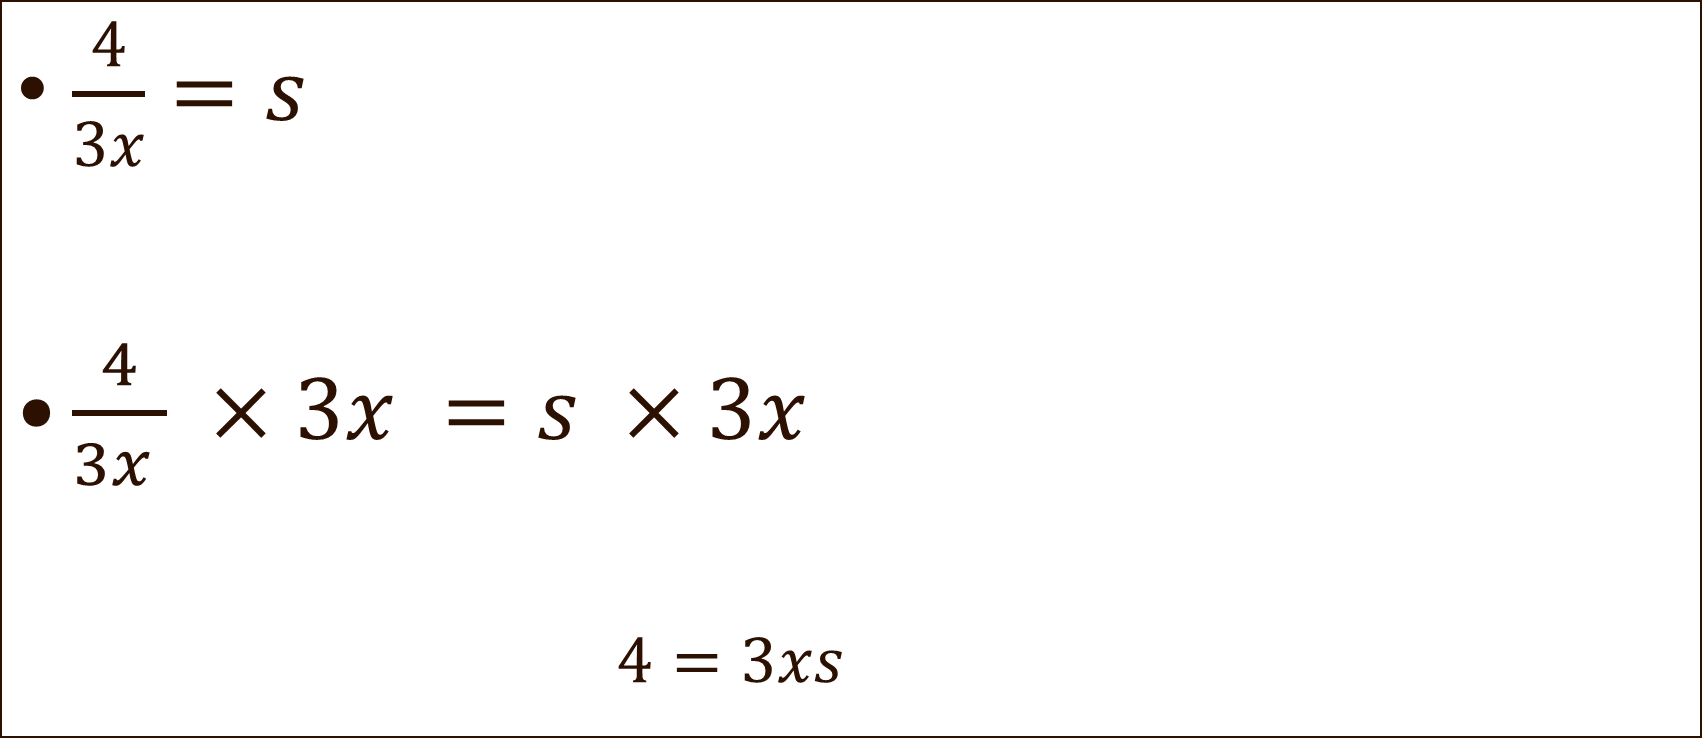 • 4/3x = s
• 4/3x × 3x = s × 3x
4 = 3xs